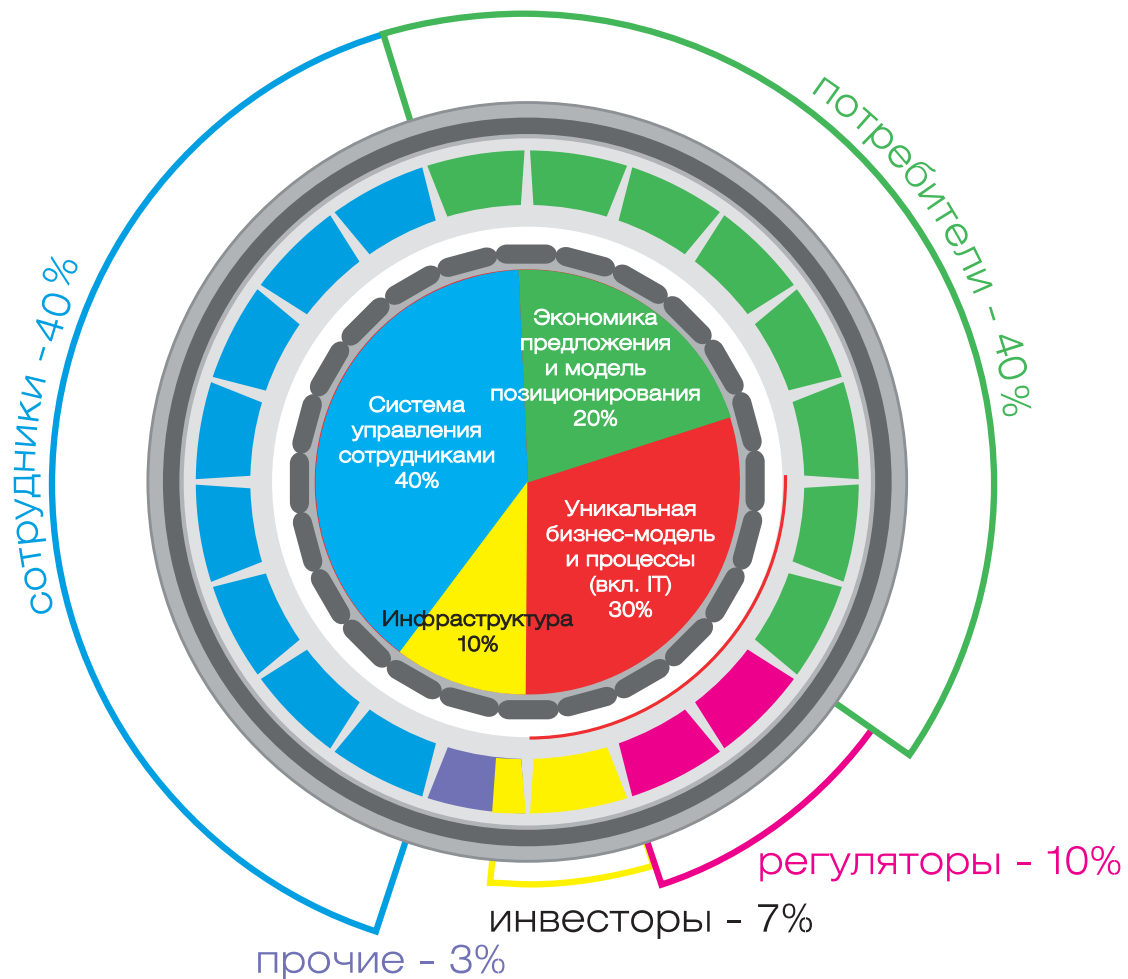 потребители - 40%
сотрудники - 40%
Экономика
предложения
и модель
позиционирования
20%
Система
управления
сотрудниками
40%
Уникальная
бизнес-модель
и процессы
(вкл. IT)
30%
Инфраструктура
10%
регуляторы - 10%
инвесторы - 7%
прочие - 3%